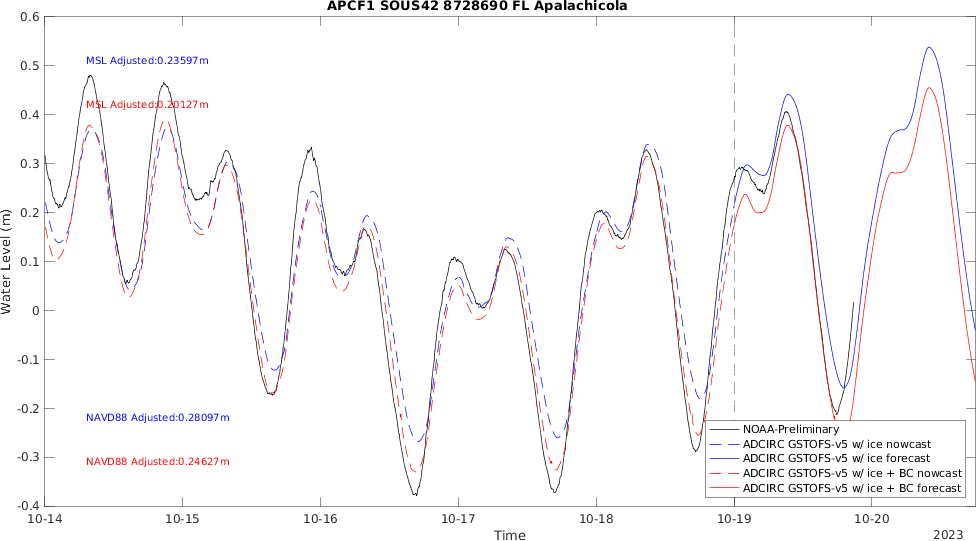 APCF1 SOUS42 8728690 FL Apalachicola
0.6
0.5
0.4
0.3
0.2
0.1
0
-0.1
-0.2
-0.3
-0.4
Water Level (m)
MSL Adjusted:0.23597m
MSL Adjusted:0.20127m
NAVD88 Adjusted:0.28097m
NAVD88 Adjusted:0.24627m
NOAA-Preliminary
ADCIRC GSTOFS-v5 w/ ice nowcast
ADCIRC GSTOFS-v5 w/ ice forecast
ADCIRC GSTOFS-v5 w/ ice + BC nowcast
ADCIRC GSTOFS-v5 w/ ice + BC forecast
10-14 10-15 10-16 10-17 10-18 10-19 10-20
Time
2023